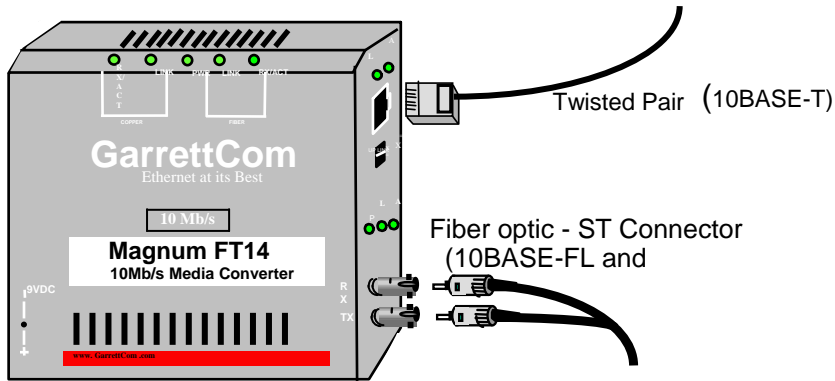 RX/ACT
LINK
PWR
LINK
RX/ACT
COPPER
FIBER
L
A
GarrettCom
Ethernet at its Best
10 Mb/s
Magnum FT14
10Mb/s Media Converter
9VDC
www. GarrettCom .com
X
L A
P
RX
TX
Twisted Pair (10BASE-T)
Fiber optic - ST Connector
(10BASE-FL and